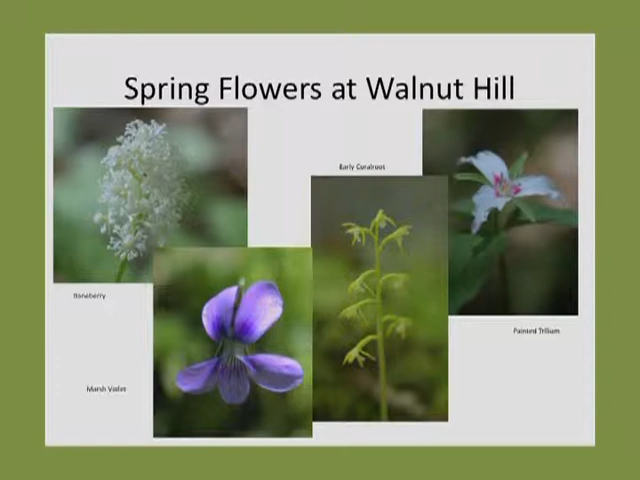 Spring Flowers at Walnut Hill
Early Coralroot
Baneberry
Painted Trillium
Marsh Violet